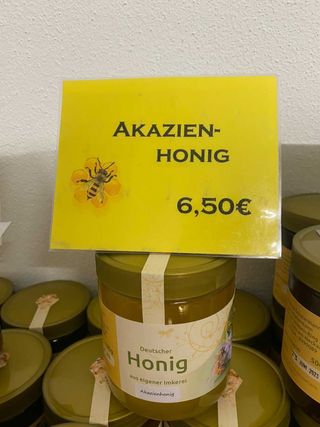 AKAZIEN-
HONIG
6,50€
Deutscher
Honig
aus eigener Imkerei
Akazienhonig